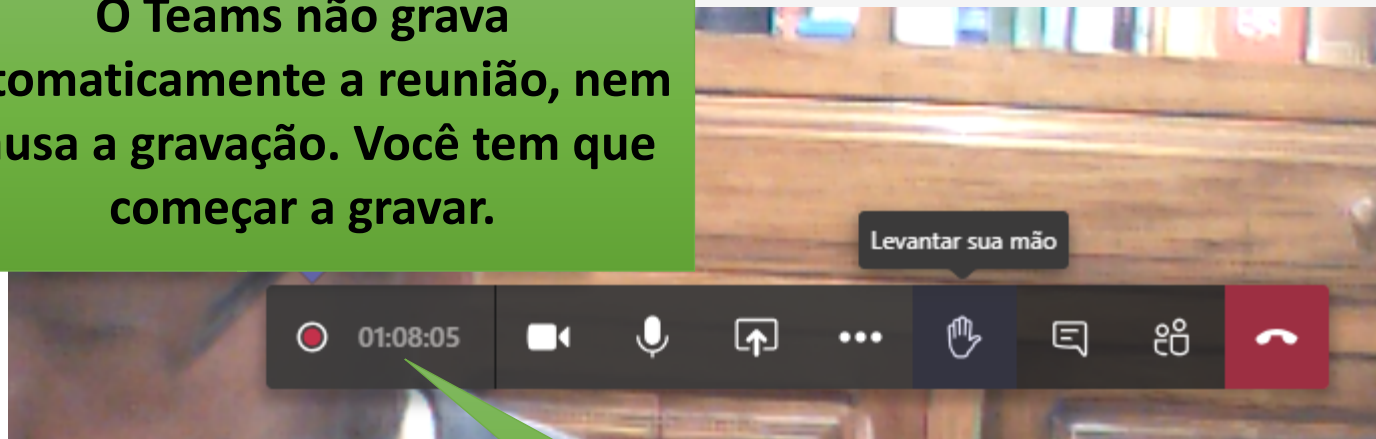 O Teams não grava
tomaticamente a reunião, nem
usa a gravação. Você tem que
começar a gravar.
Levantar sua mão
01:08:05